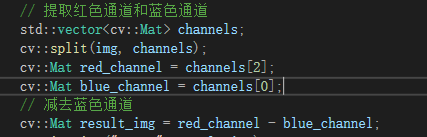 // 提取红色通道和蓝色通道
std::vector<cv::Mat> channels;
cv::split(img, channels);
cv::Mat red_channel = channels[2];
cv::Mat blue_channel = channels[0];
// 减去蓝色通道
cv::Mat result_img = red_channel - blue_channel;